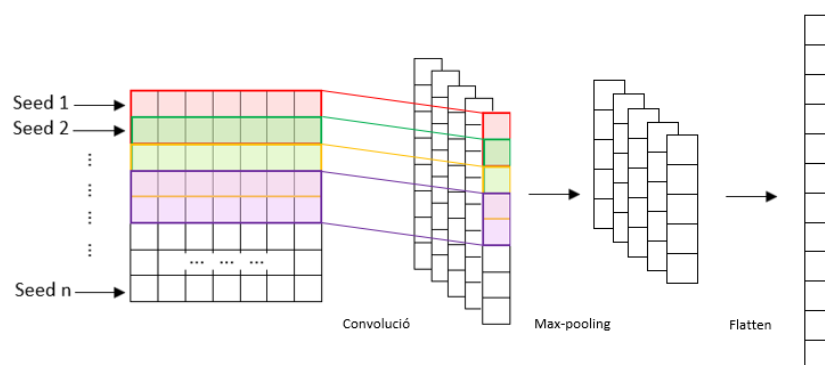 Seed 1
Seed 2
⋮
⋮
⋮
⋮
... ... ...
Seed n
Convolució
Max-pooling
Flatten